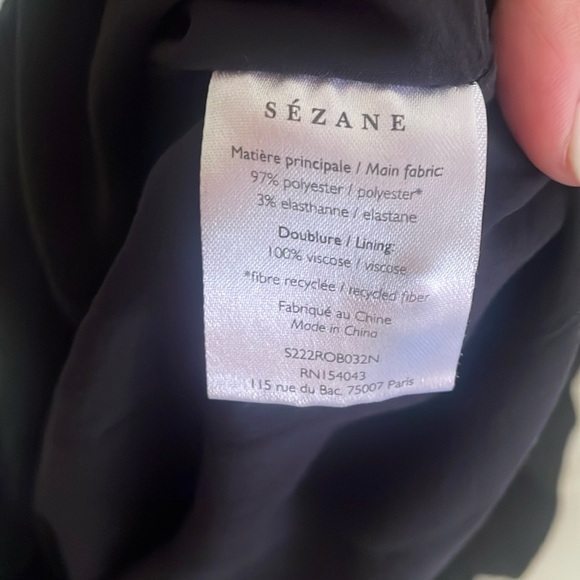 SÉZANE
Matière principale / Main fabric:
97% polyester / polyester*
3% elasthanne / elastane
Doublure / Lining:
100% viscose / viscose
*fibre recyclée / recycled fiber
Fabriqué au Chine
Made in China
S222ROB032N
RN154043
115 rue du Bac, 75007 Paris